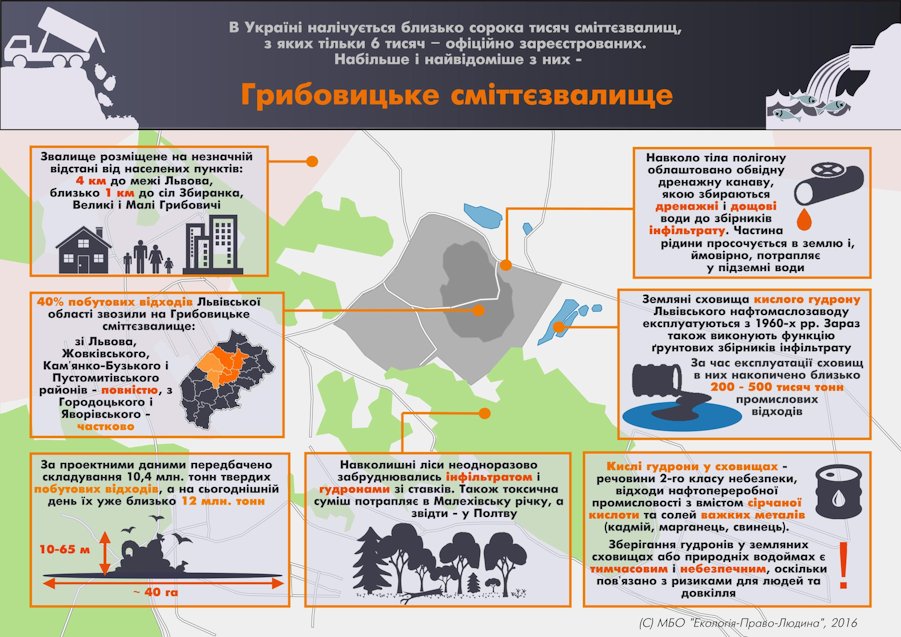 В Україні налічується близько сорока тисяч сміттєзвалищ,
з яких тільки 6 тисяч – офіційно зареєстрованих.
Набільше і найвідоміше з них -
Грибовицьке сміттєзвалище
Звалище розміщене на незначній
відстані від населених пунктів:
4 км до межі Львова,
близько 1 км до сіл Збиранка,
Великі і Малі Грибовичі
Навколо тіла полігону
облаштовано обвідну
дренажну канаву,
якою збираються
дренажні і дощові
води до збірників
інфільтрату. Частина
рідини просочується в землю і,
ймовірно, потрапляє
у підземні води
40% побутових відходів Львівської
області звозили на Грибовицьке
сміттєзвалище:
зі Львова,
Жовківського,
Кам'янко-Бузького і
Пустомитівського
районів - повністю, з
Городоцького і
Яворівського -
частково
Земляні сховища кислого гудрону
Львівського нафтомаслозаводу
експлуатуються з 1960-х рр. Зараз
також виконують функцію
ґрунтових збірників інфільтрату
За час експлуатації сховищ
в них накопичено близько
200 - 500 тисяч тонн
промислових
відходів
За проектними даними передбачено
складування 10,4 млн. тонн твердих
побутових відходів, а на сьогоднішній
день їх уже близько 12 млн. тонн
10-65 м
~ 40 га
Навколишні ліси неодноразово
забруднювались інфільтратом і
гудронами зі ставків. Також токсична
суміш потрапляє в Малехівську річку, а
звідти - у Полтву
Кислі гудрони у сховищах -
речовини 2-го класу небезпеки,
відходи нафтопереробної
промисловості з вмістом сірчаної
кислоти та солей важких металів
(кадмій, марганець, свинець).
Зберігання гудронів у земляних
сховищах або природніх водоймах є
тимчасовим і небезпечним, оскільки
пов'язано з ризиками для людей та
довкілля
!
(С) МБО "Екологія-Право-Людина", 2016